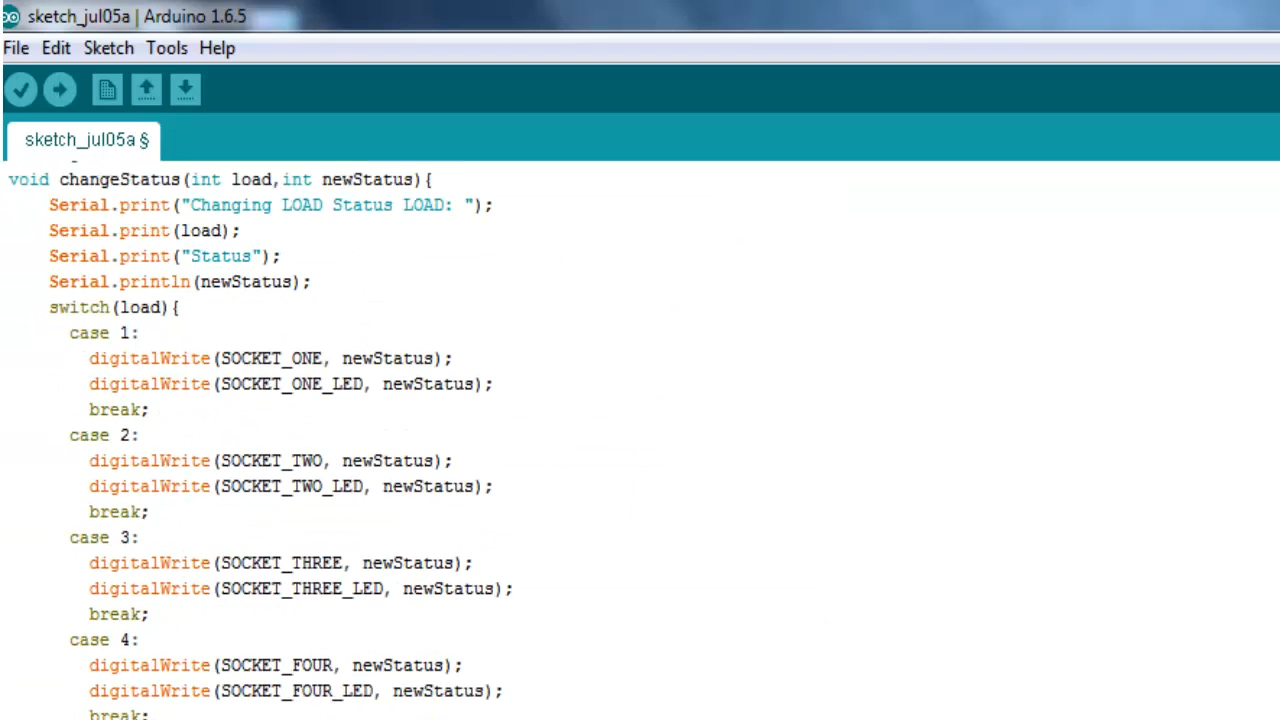 sketch_jul05a | Arduino 1.6.5
File Edit Sketch Tools Help
sketch_jul05a §
void changeStatus(int load,int newStatus){
    Serial.print("Changing LOAD Status LOAD: ");
    Serial.print(load);
    Serial.print("Status");
    Serial.println(newStatus);
    switch(load){
      case 1:
        digitalWrite(SOCKET_ONE, newStatus);
        digitalWrite(SOCKET_ONE_LED, newStatus);
        break;
      case 2:
        digitalWrite(SOCKET_TWO, newStatus);
        digitalWrite(SOCKET_TWO_LED, newStatus);
        break;
      case 3:
        digitalWrite(SOCKET_THREE, newStatus);
        digitalWrite(SOCKET_THREE_LED, newStatus);
        break;
      case 4:
        digitalWrite(SOCKET_FOUR, newStatus);
        digitalWrite(SOCKET_FOUR_LED, newStatus);
        break;